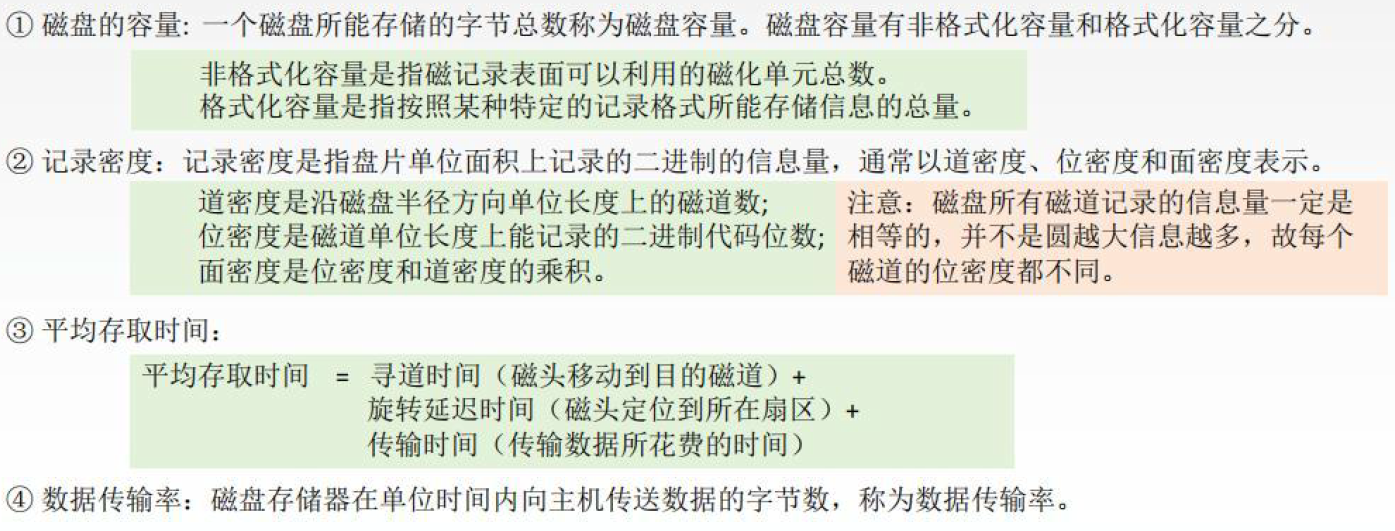 ① 磁盘的容量: 一个磁盘所能存储的字节总数称为磁盘容量。磁盘容量有非格式化容量和格式化容量之分。
非格式化容量是指磁记录表面可以利用的磁化单元总数。
格式化容量是指按照某种特定的记录格式所能存储信息的总量。
② 记录密度：记录密度是指盘片单位面积上记录的二进制的信息量，通常以道密度、位密度和面密度表示。
道密度是沿磁盘半径方向单位长度上的磁道数;
位密度是磁道单位长度上能记录的二进制代码位数;
面密度是位密度和道密度的乘积。
注意：磁盘所有磁道记录的信息量一定是
相等的，并不是圆越大信息越多，故每个
磁道的位密度都不同。
③ 平均存取时间：
平均存取时间 = 寻道时间（磁头移动到目的磁道）+
旋转延迟时间（磁头定位到所在扇区）+
传输时间（传输数据所花费的时间）
④ 数据传输率：磁盘存储器在单位时间内向主机传送数据的字节数，称为数据传输率。